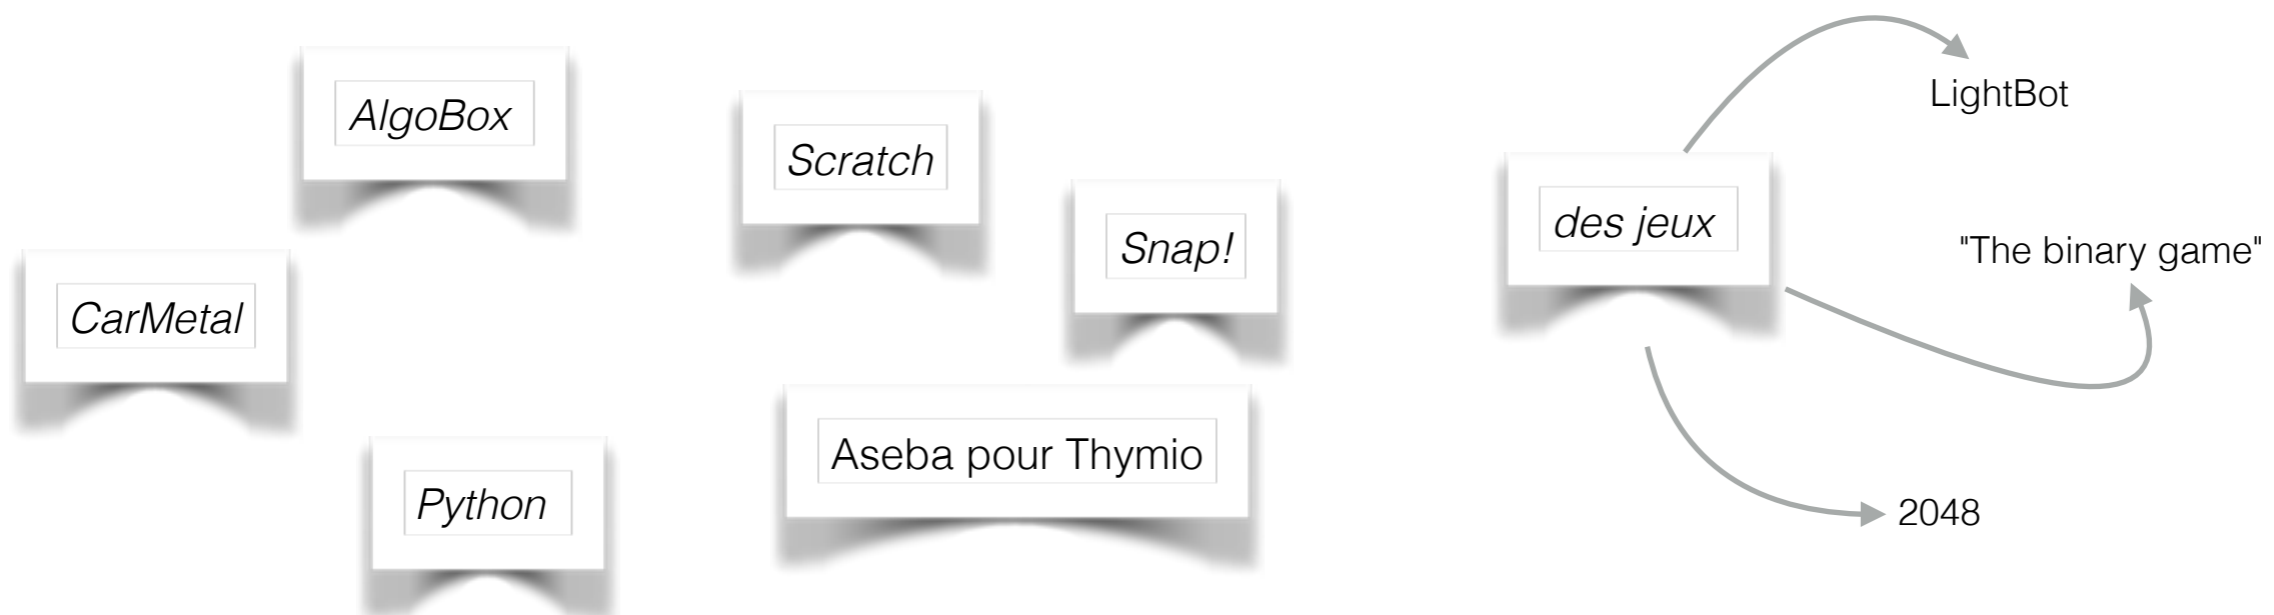 AlgoBox
CarMetal
Python
Scratch
Snap!
Aseba pour Thymio
des jeux
LightBot
"The binary game"
2048